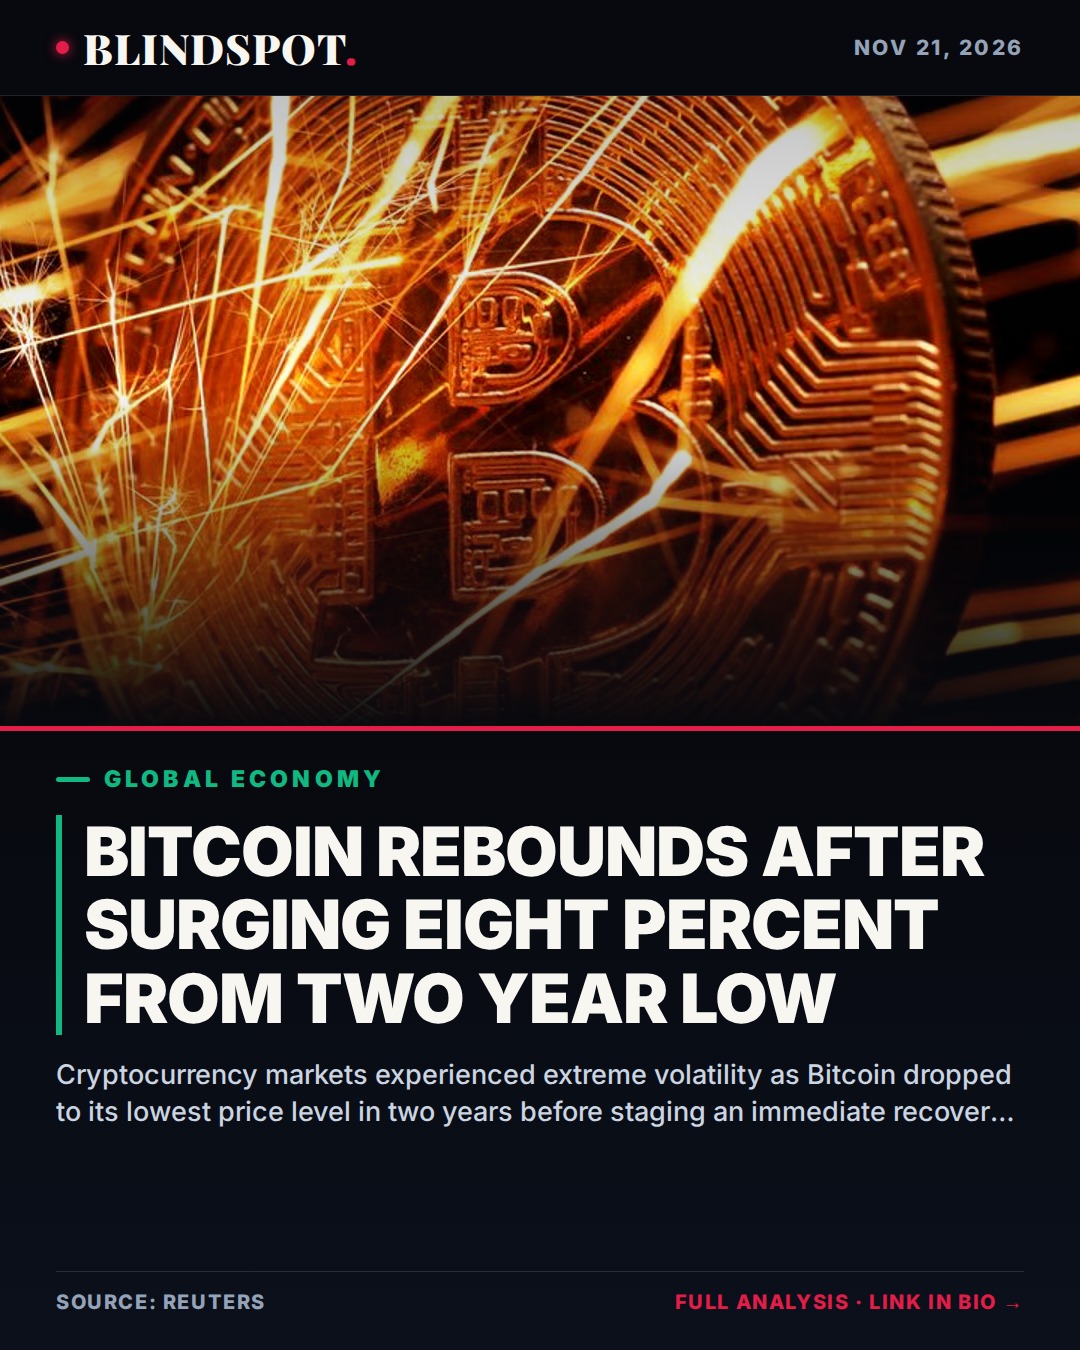 BLINDSPOT.
NOV 21, 2026
GLOBAL ECONOMY
BITCOIN REBOUNDS AFTER
SURGING EIGHT PERCENT
FROM TWO YEAR LOW
Cryptocurrency markets experienced extreme volatility as Bitcoin dropped
to its lowest price level in two years before staging an immediate recover...
SOURCE: REUTERS
FULL ANALYSIS · LINK IN BIO →